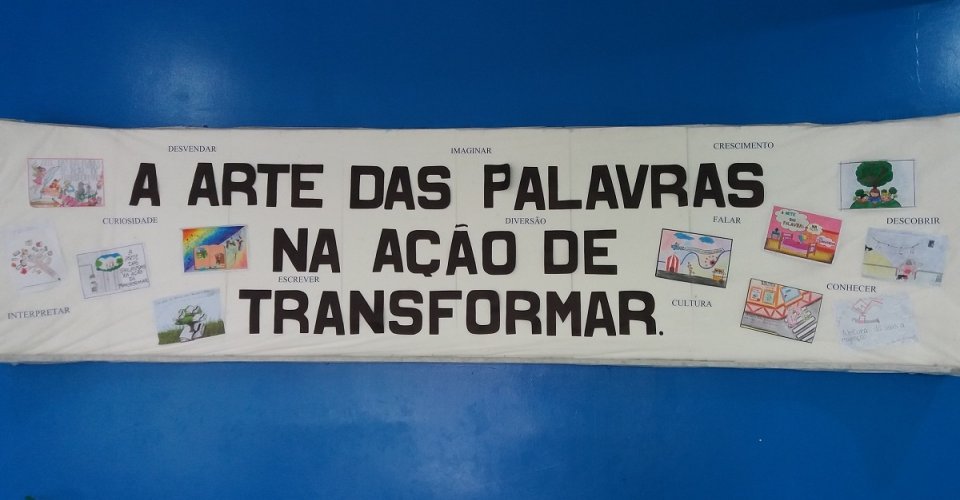 DESVENDAR
IMAGINAR
CRESCIMENTO
A ARTE DAS PALAVRAS
CURIOSIDADE
DIVERSÃO
FALAR
DESCOBRIR
NA AÇÃO DE
ESCREVER
CONHECER
INTERPRETAR
TRANSFORMAR.
CULTURA